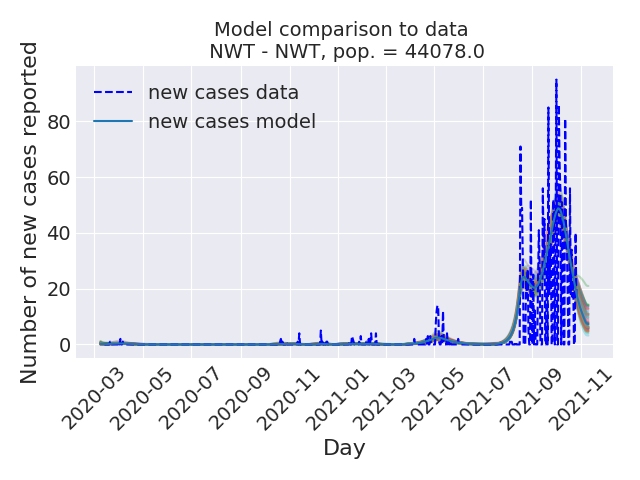 Model comparison to data
NWT - NWT, pop. = 44078.0
new cases data
new cases model
Number of new cases reported
80
60
40
20
0
2020-03
2020-05
2020-07
2020-09
2020-11
2021-01
2021-03
2021-05
2021-07
2021-09
2021-11
Day